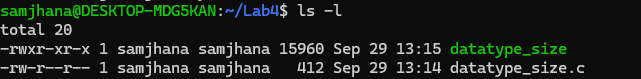 samjhana@DESKTOP-MDG5KAN:~/Lab4$ ls -l
total 20
-rwxr-xr-x 1 samjhana samjhana 15960 Sep 29 13:15 datatype_size
-rw-r--r-- 1 samjhana samjhana   412 Sep 29 13:14 datatype_size.c